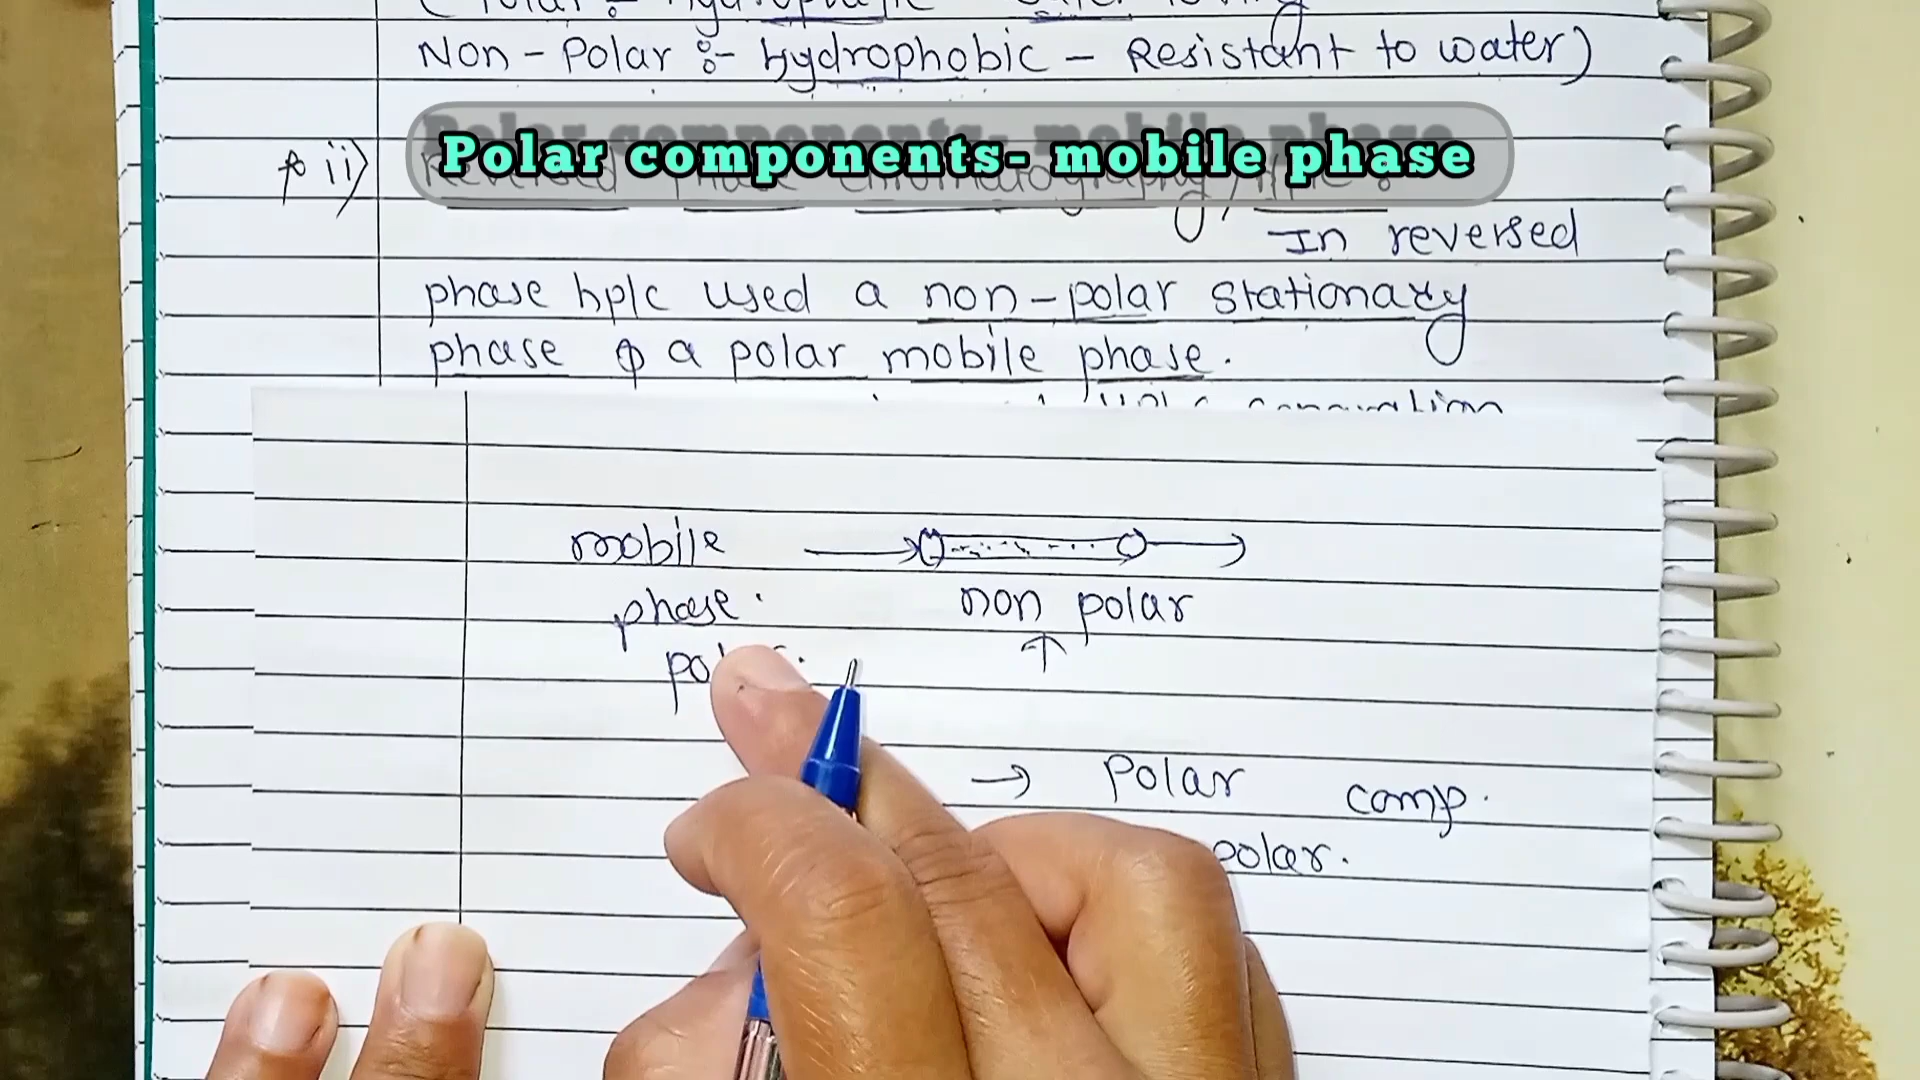 Non-Polar :- hydrophobic - Resistant to water)
Polar components- mobile phase
ii)
In reversed
phase hplc used a non-polar stationary
phase & a polar mobile phase.
mobile
phase.
non polar
→ Polar comp.
polar.